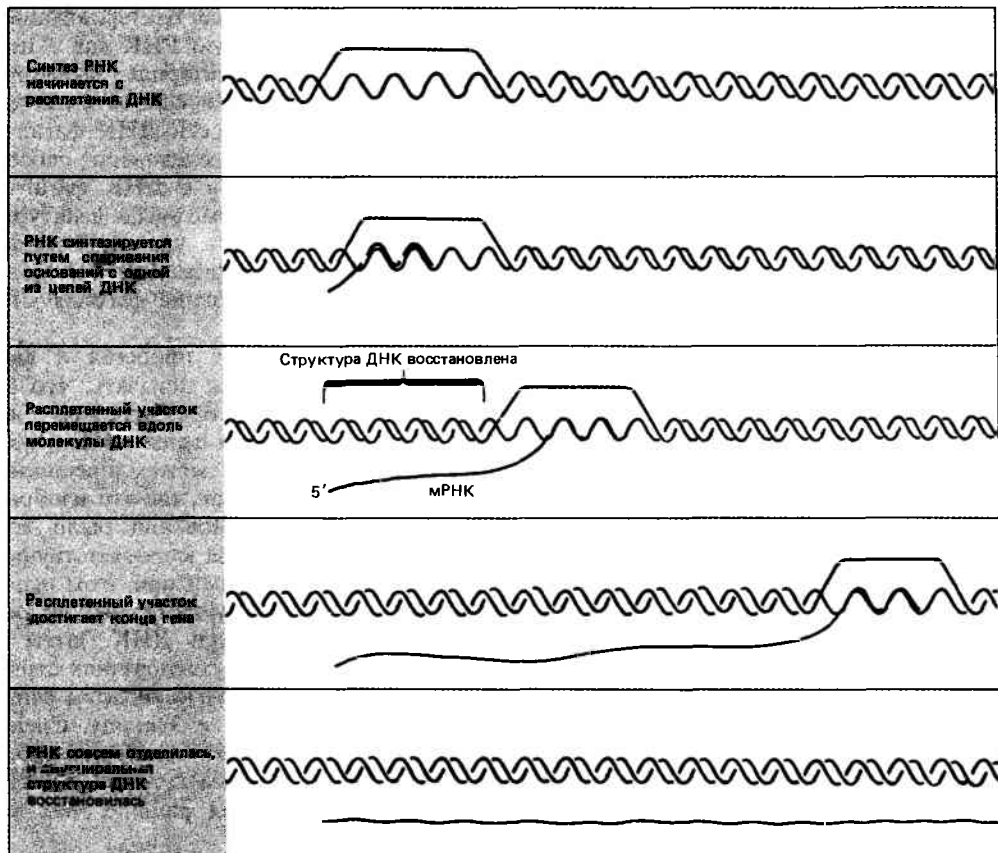 Синтез РНК
начинается с
расплетания ДНК
РНК синтезируется
путем спаривания
оснований с одной
из цепей ДНК
Структура ДНК восстановлена
Расплетенный участок
перемещается вдоль
молекулы ДНК
5′
мРНК
Расплетенный участок
достигает конца гена
РНК совсем отделилась,
и двуспиральная
структура ДНК
восстановилась